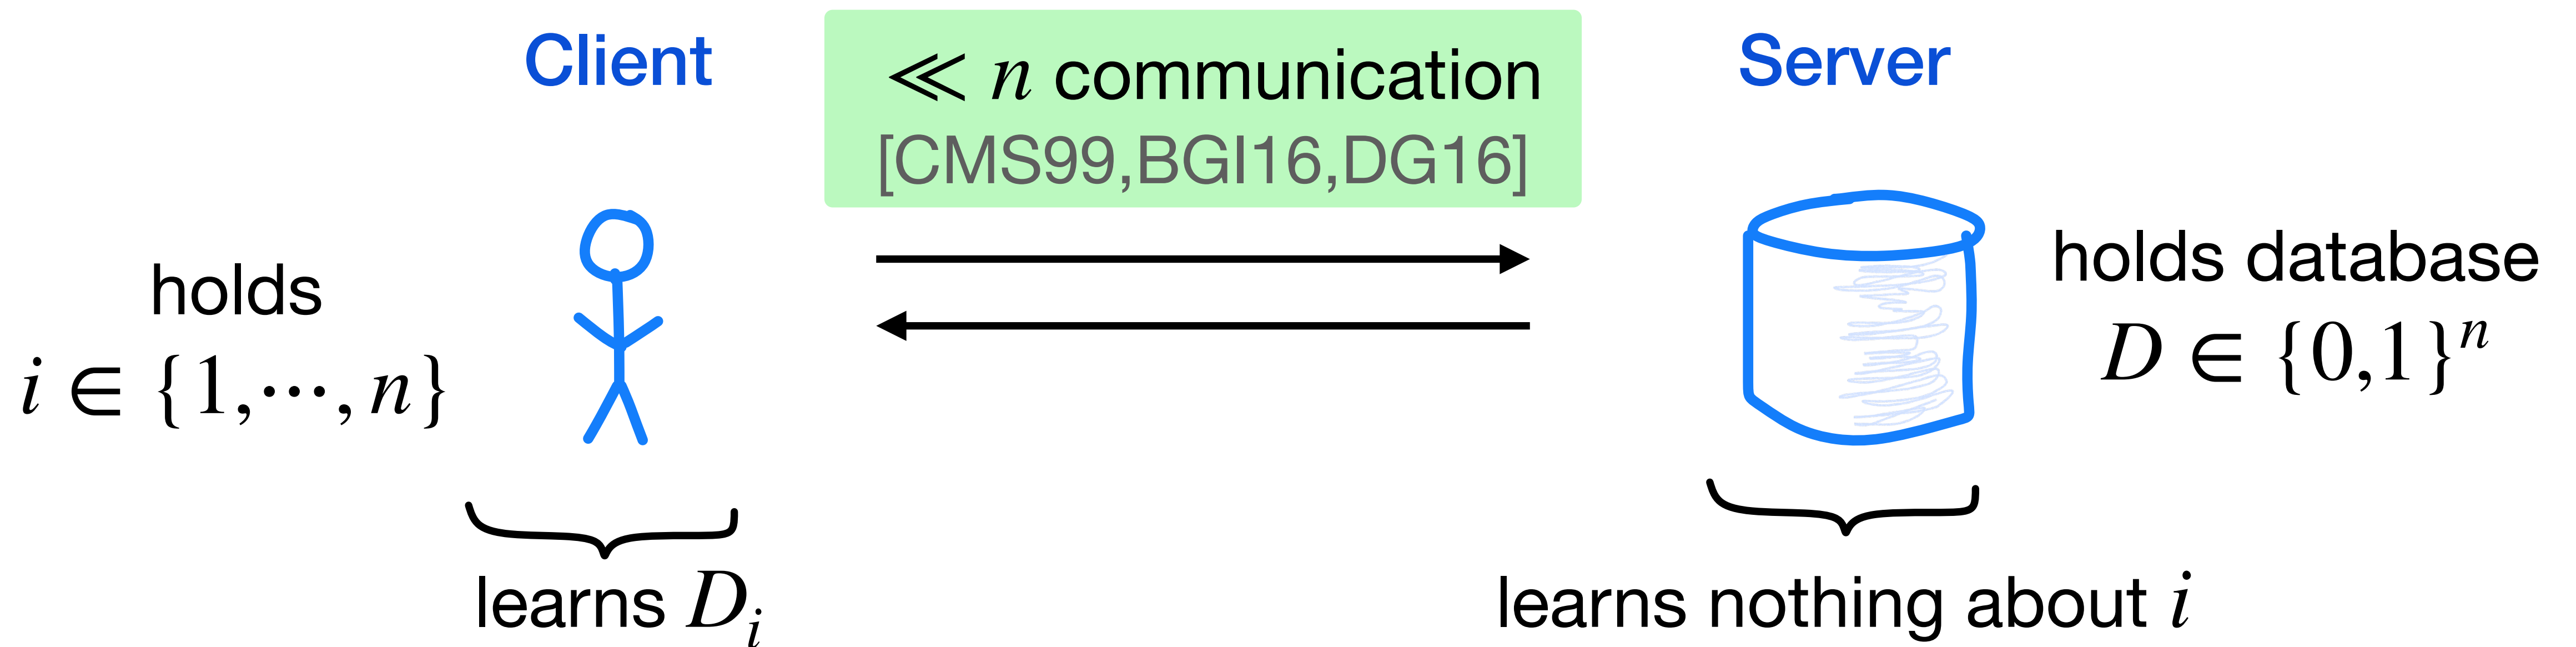 Client
≪ n communication
[CMS99,BGI16,DG16]
Server
holds
i ∈ {1,⋯, n}
holds database
D ∈ {0,1}ⁿ
learns Dᵢ
learns nothing about i